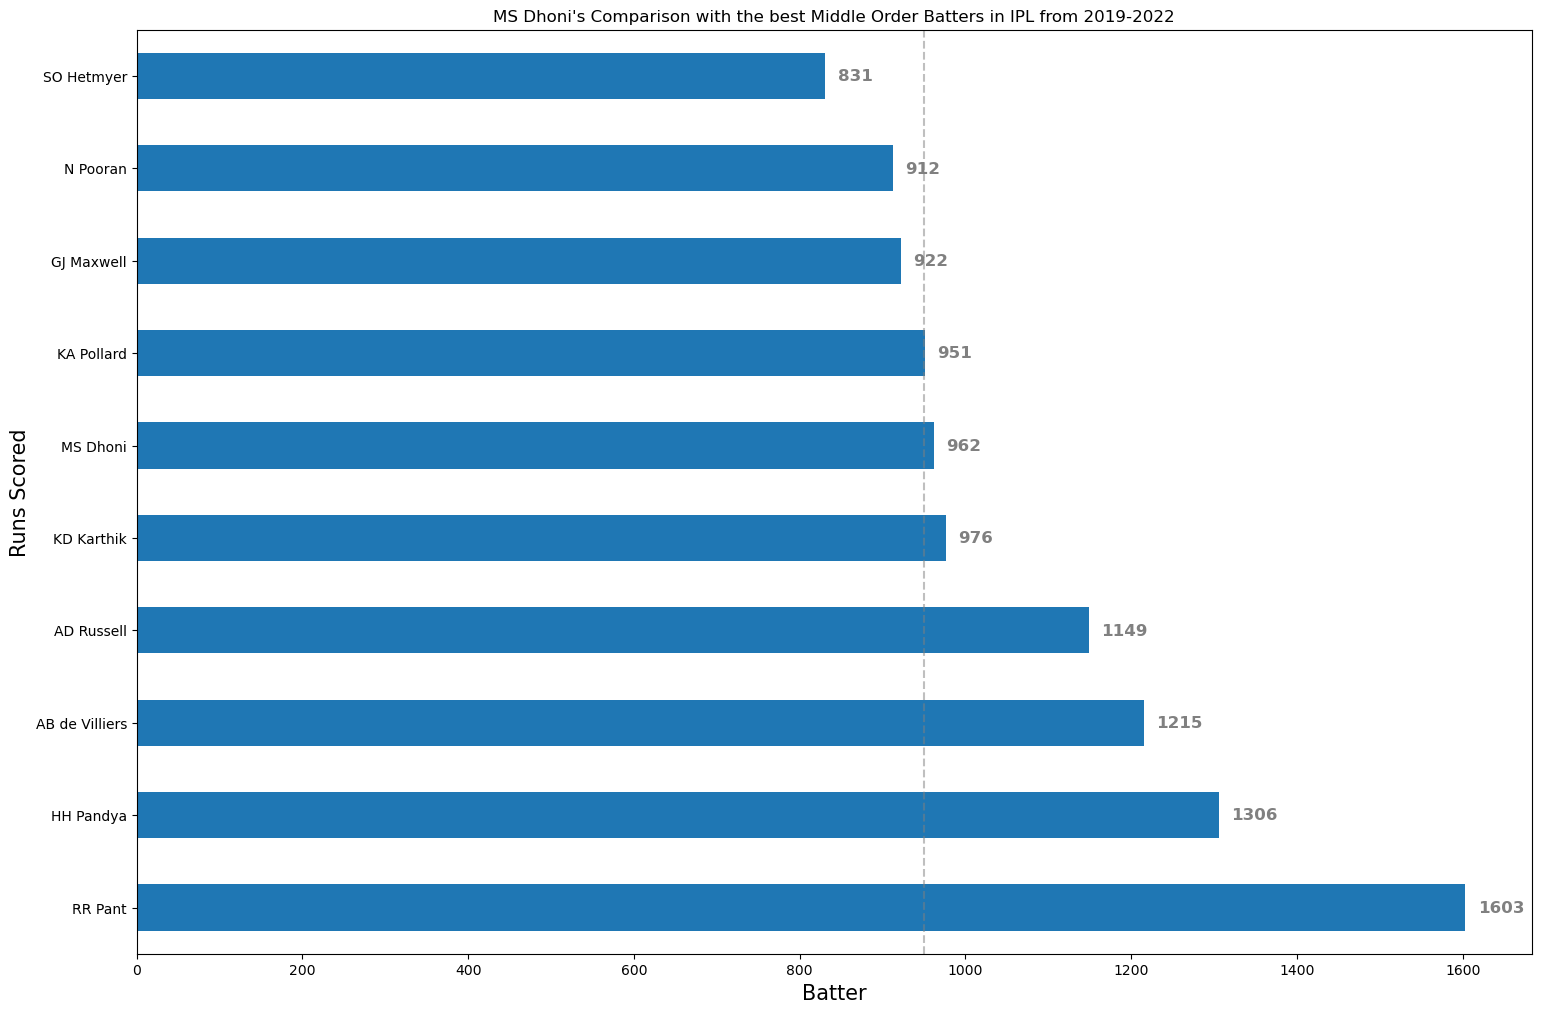 MS Dhoni's Comparison with the best Middle Order Batters in IPL from 2019-2022
Runs Scored
SO Hetmyer 831
N Pooran 912
GJ Maxwell 922
KA Pollard 951
MS Dhoni 962
KD Karthik 976
AD Russell 1149
AB de Villiers 1215
HH Pandya 1306
RR Pant 1603
0 200 400 600 800 1000 1200 1400 1600
Batter